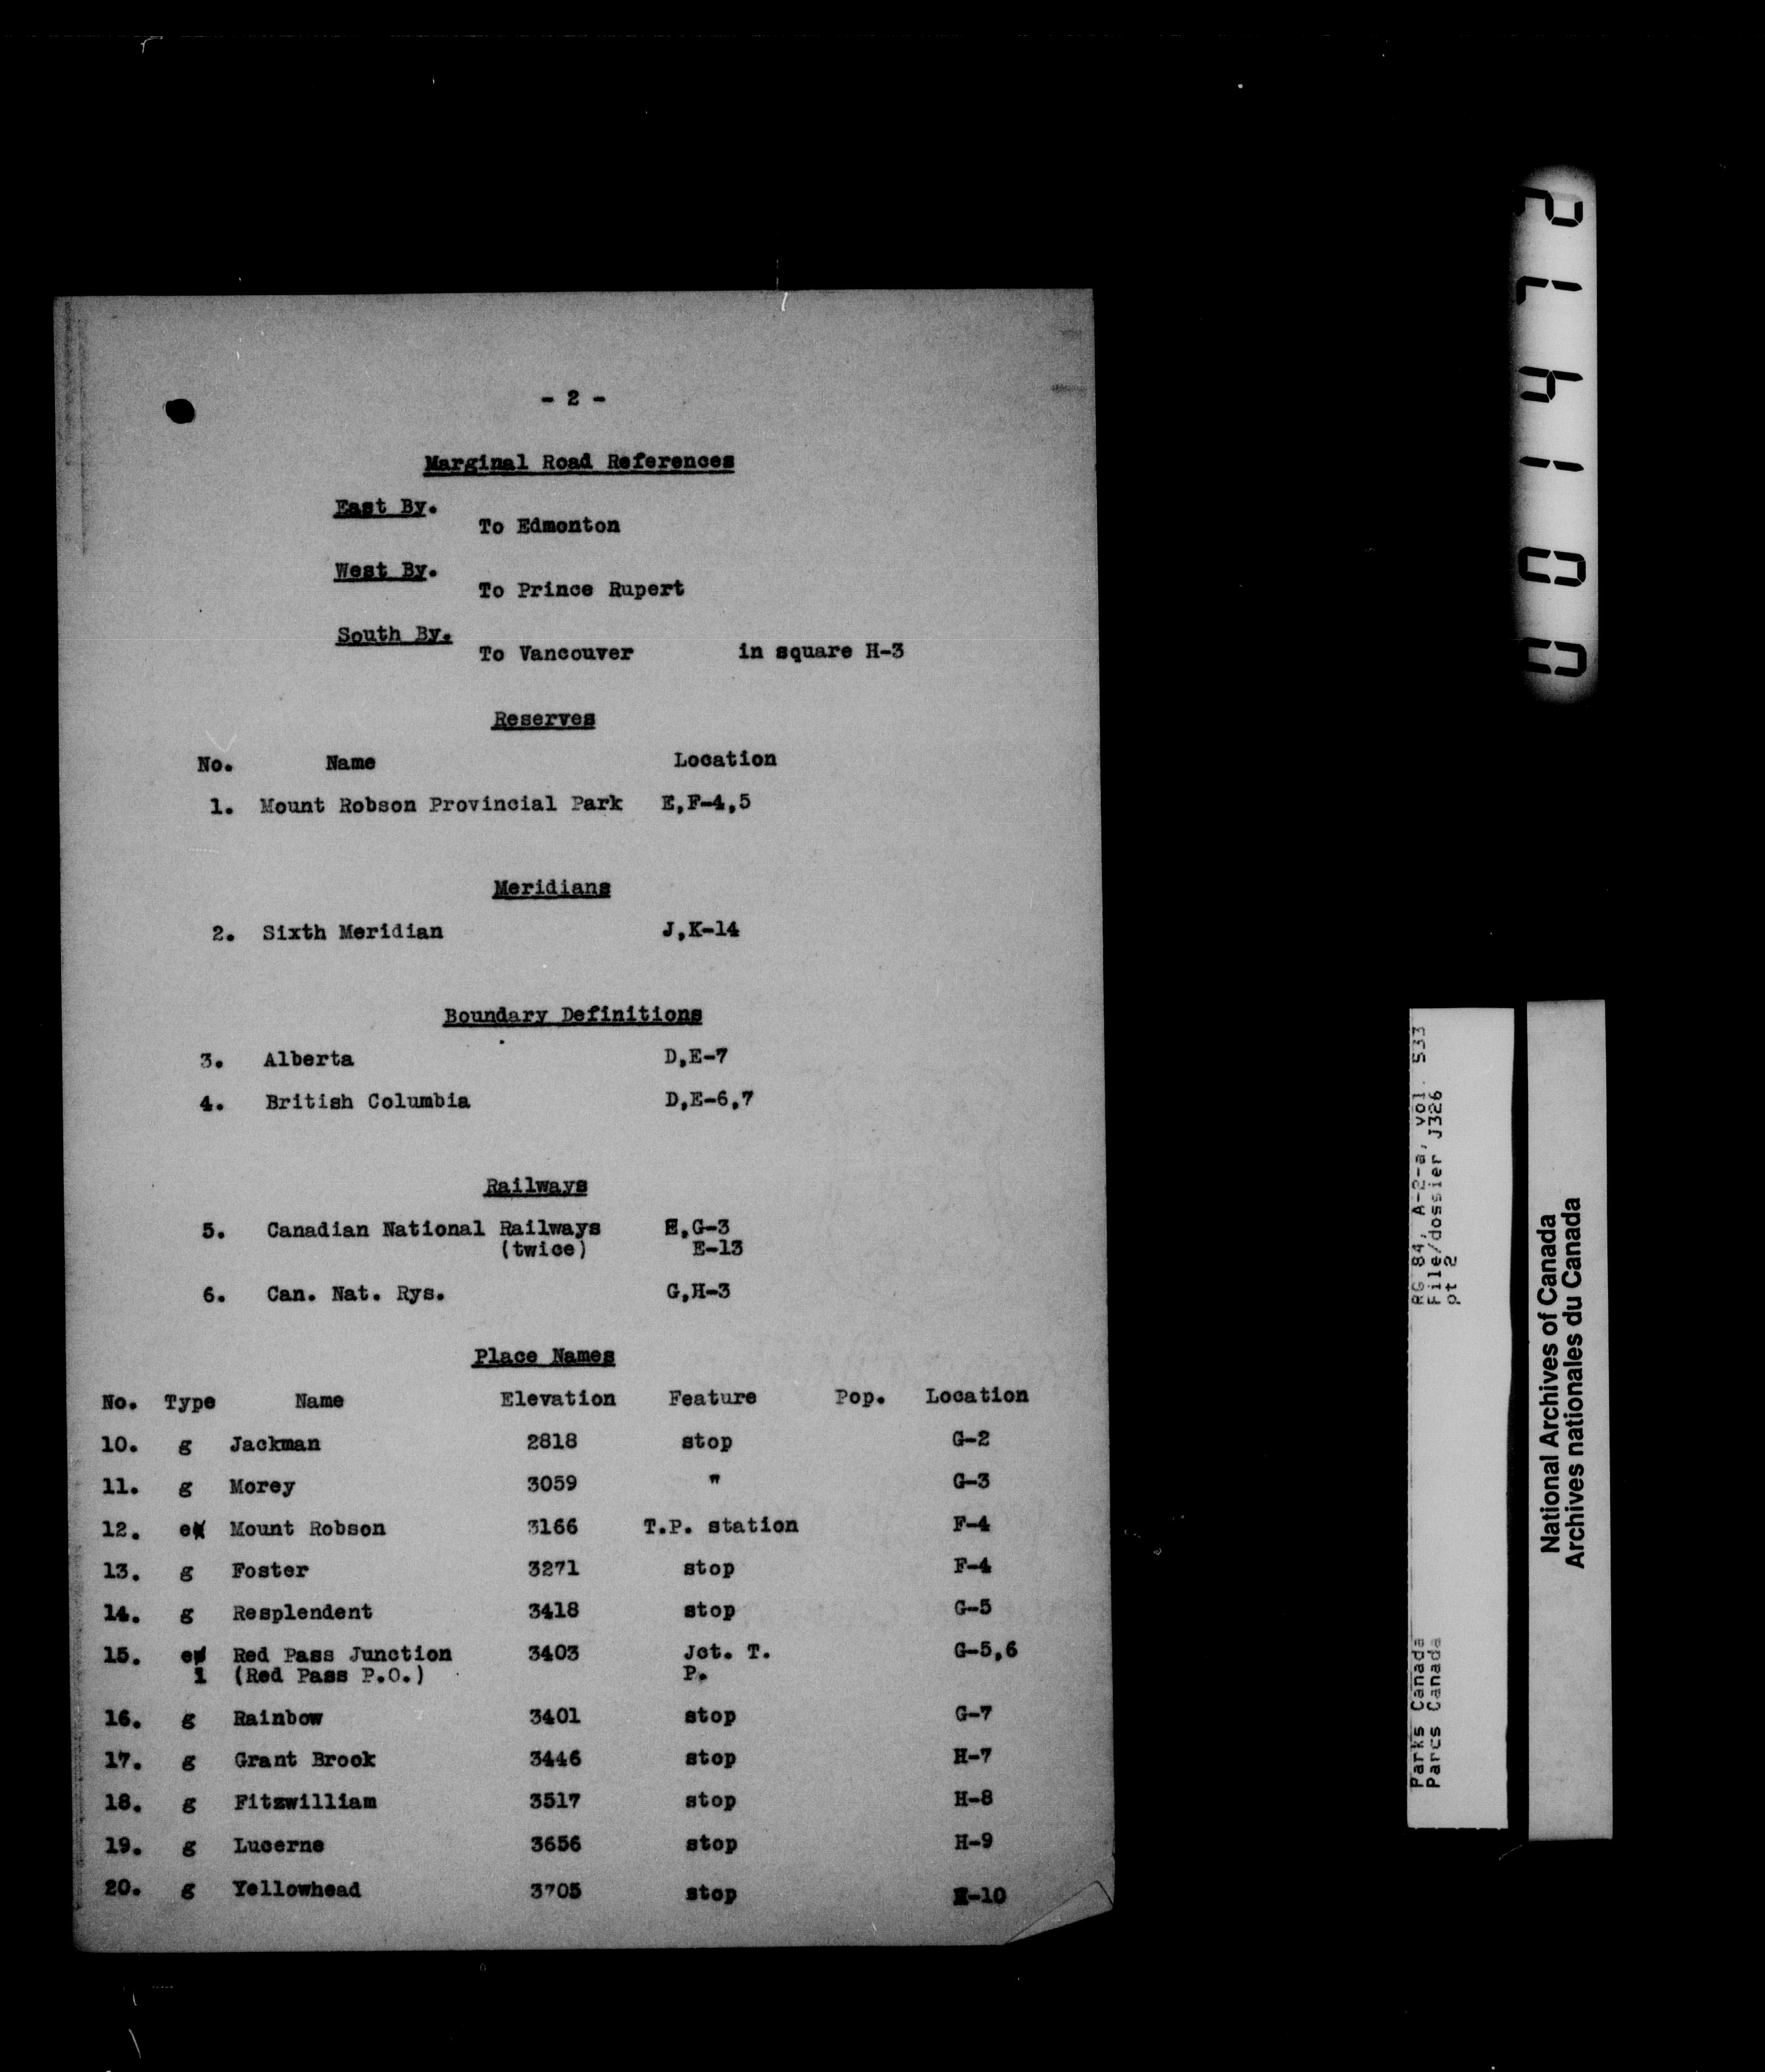 - 2 -
Marginal Road References
East By.
To Edmonton
West By.
To Prince Rupert
South By.
To Vancouver in square H-3
Reserves
No. Name Location
1. Mount Robson Provincial Park E,F-4,5
Meridians
2. Sixth Meridian J,K-14
Boundary Definitions
3. Alberta D,E-7
4. British Columbia D,E-6,7
Railways
5. Canadian National Railways G-3
(twice) E-13
6. Can. Nat. Rys. G,H-3
Place Names
No. Type Name Elevation Feature Pop. Location
10. g Jackman 2818 stop G-2
11. g Morey 3059 " G-3
12. e Mount Robson 3166 T.P. station F-4
13. g Foster 3271 stop F-4
14. g Resplendent 3418 stop G-5
15. e Red Pass Junction 3403 Jct. T. G-5,6
i (Red Pass P.O.) P.
16. g Rainbow 3401 stop G-7
17. g Grant Brook 3446 stop H-7
18. g Fitzwilliam 3517 stop H-8
19. g Lucerne 3656 stop H-9
20. g Yellowhead 3705 stop -10
001412
Parks Canada RG 84, A-2-a, vol. 533
Parcs Canada File/dossier J326
pt 2
National Archives of Canada
Archives nationales du Canada